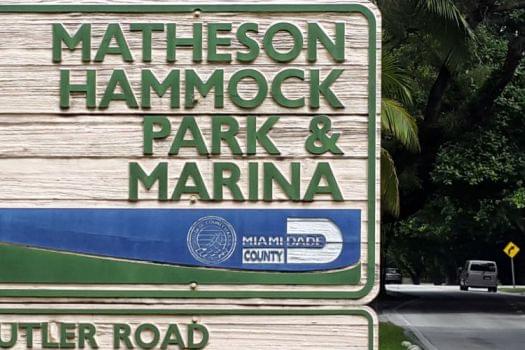 MATHESON
HAMMOCK
PARK &
MARINA
MIAMI-DADE
COUNTY
UTLER ROAD